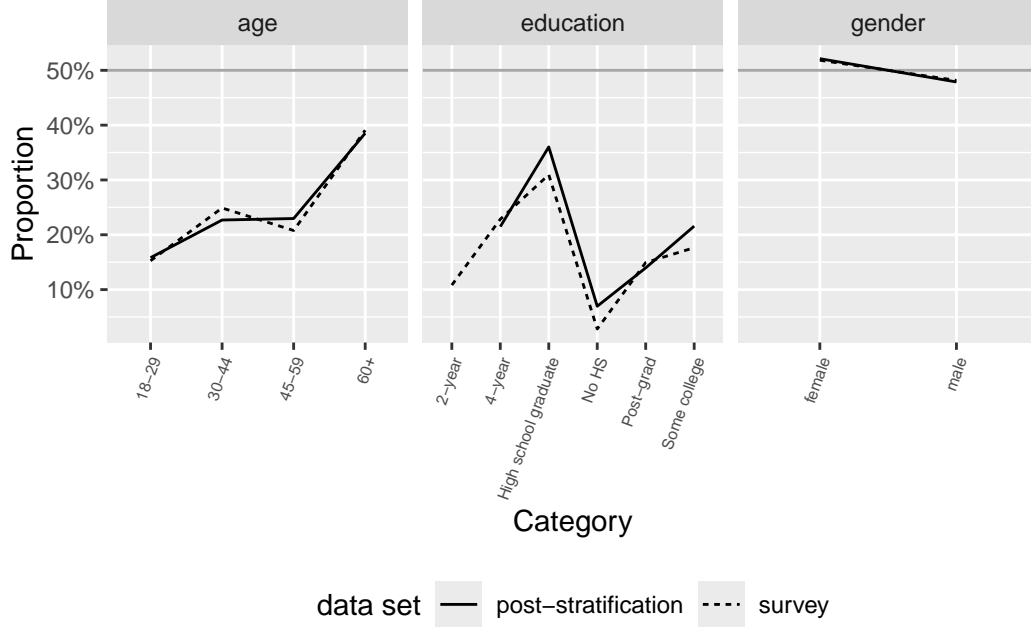 age education gender
50%
40%
30%
20%
10%
Proportion
18−29 30−44 45−59 60+ 2−year 4−year High school graduate No HS Post−grad Some college female male
Category
data set post−stratification survey